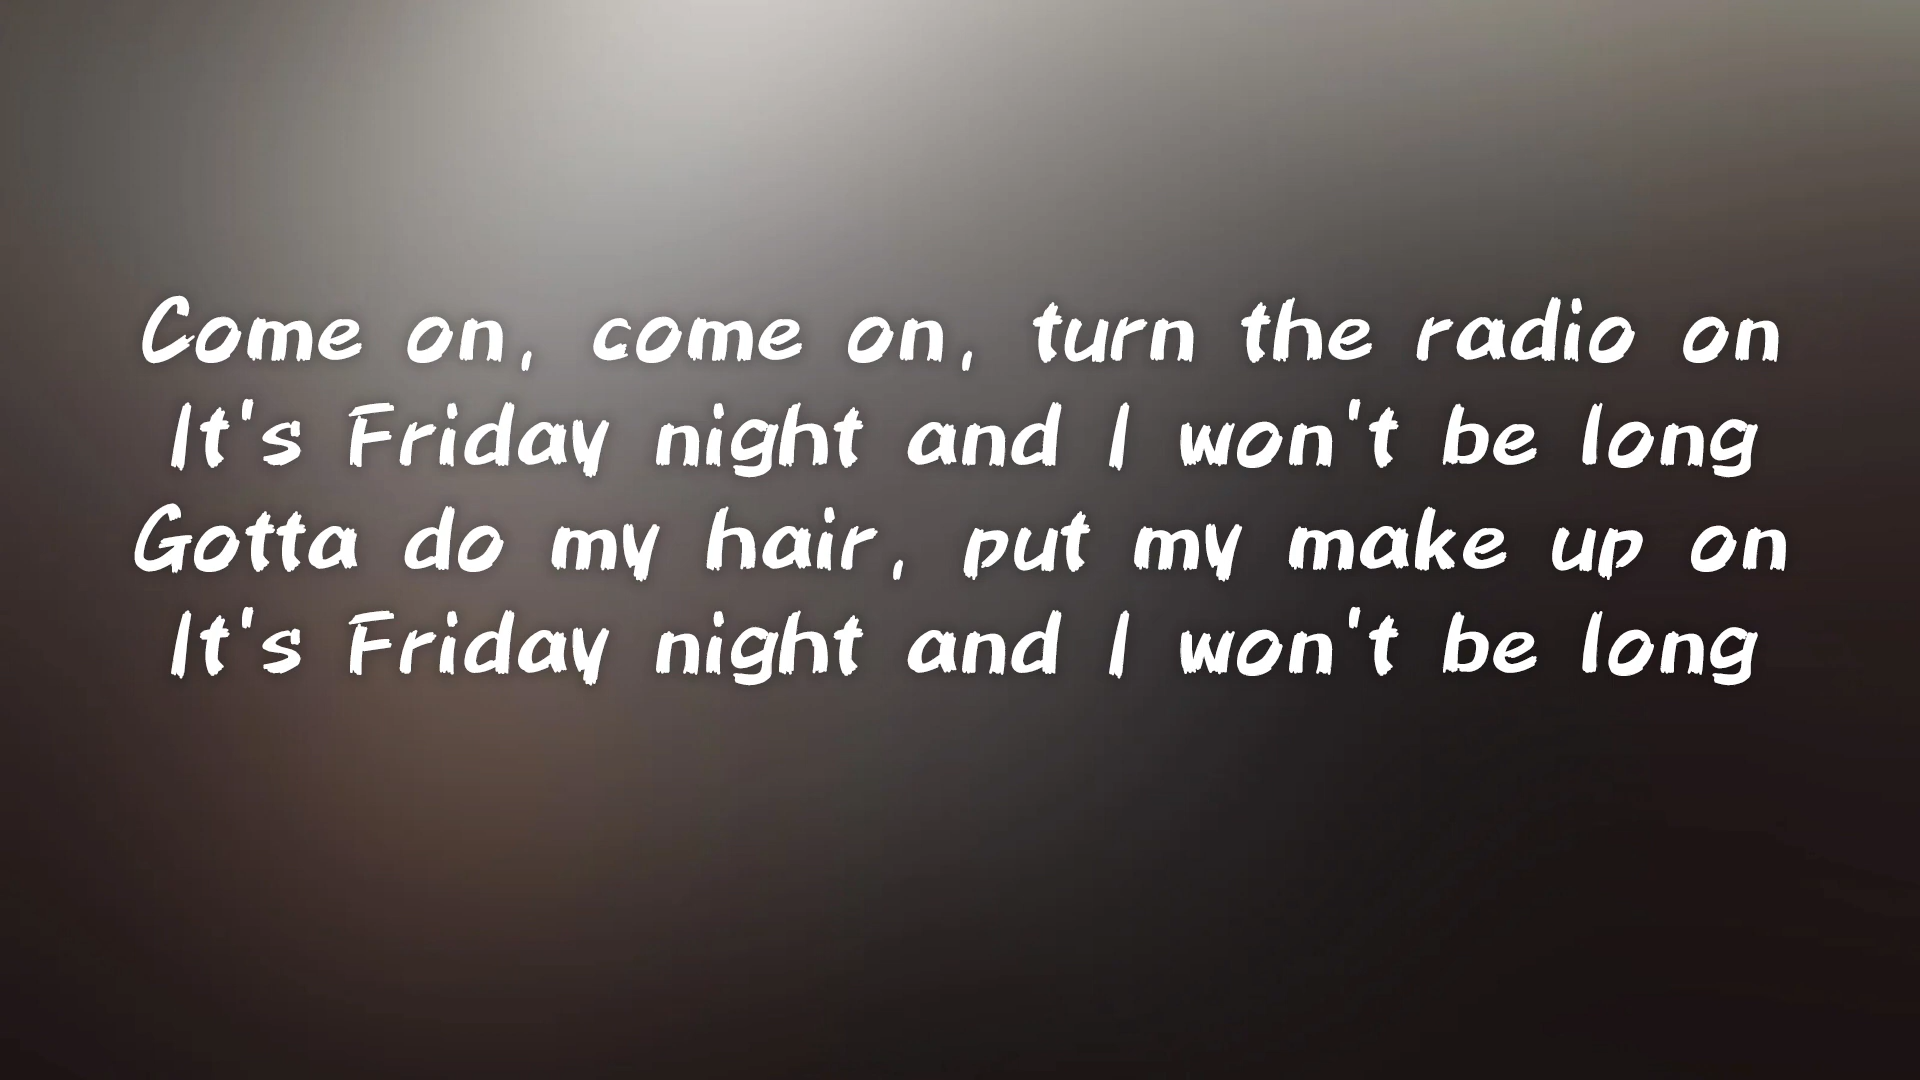 Come on, come on, turn the radio on
It's Friday night and I won't be long
Gotta do my hair, put my make up on
It's Friday night and I won't be long